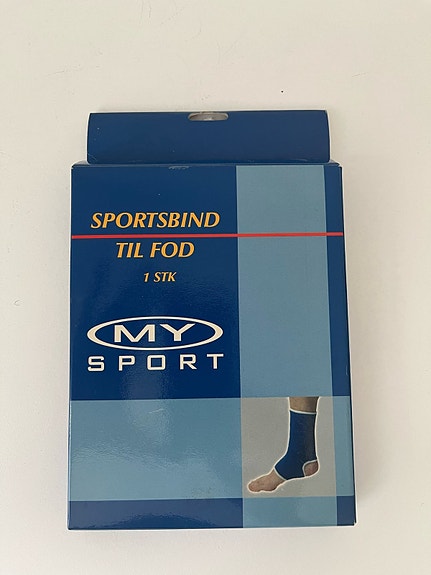 SPORTSBIND
TIL FOD
1 STK
MY
SPORT